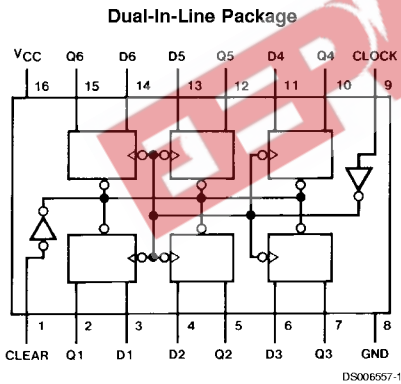 Dual-In-Line Package
VCC Q6 D6 D5 Q5 D4 Q4 CLOCK
16 15 14 13 12 11 10 9
1 2 3 4 5 6 7 8
CLEAR Q1 D1 D2 Q2 D3 Q3 GND
DS006557-1